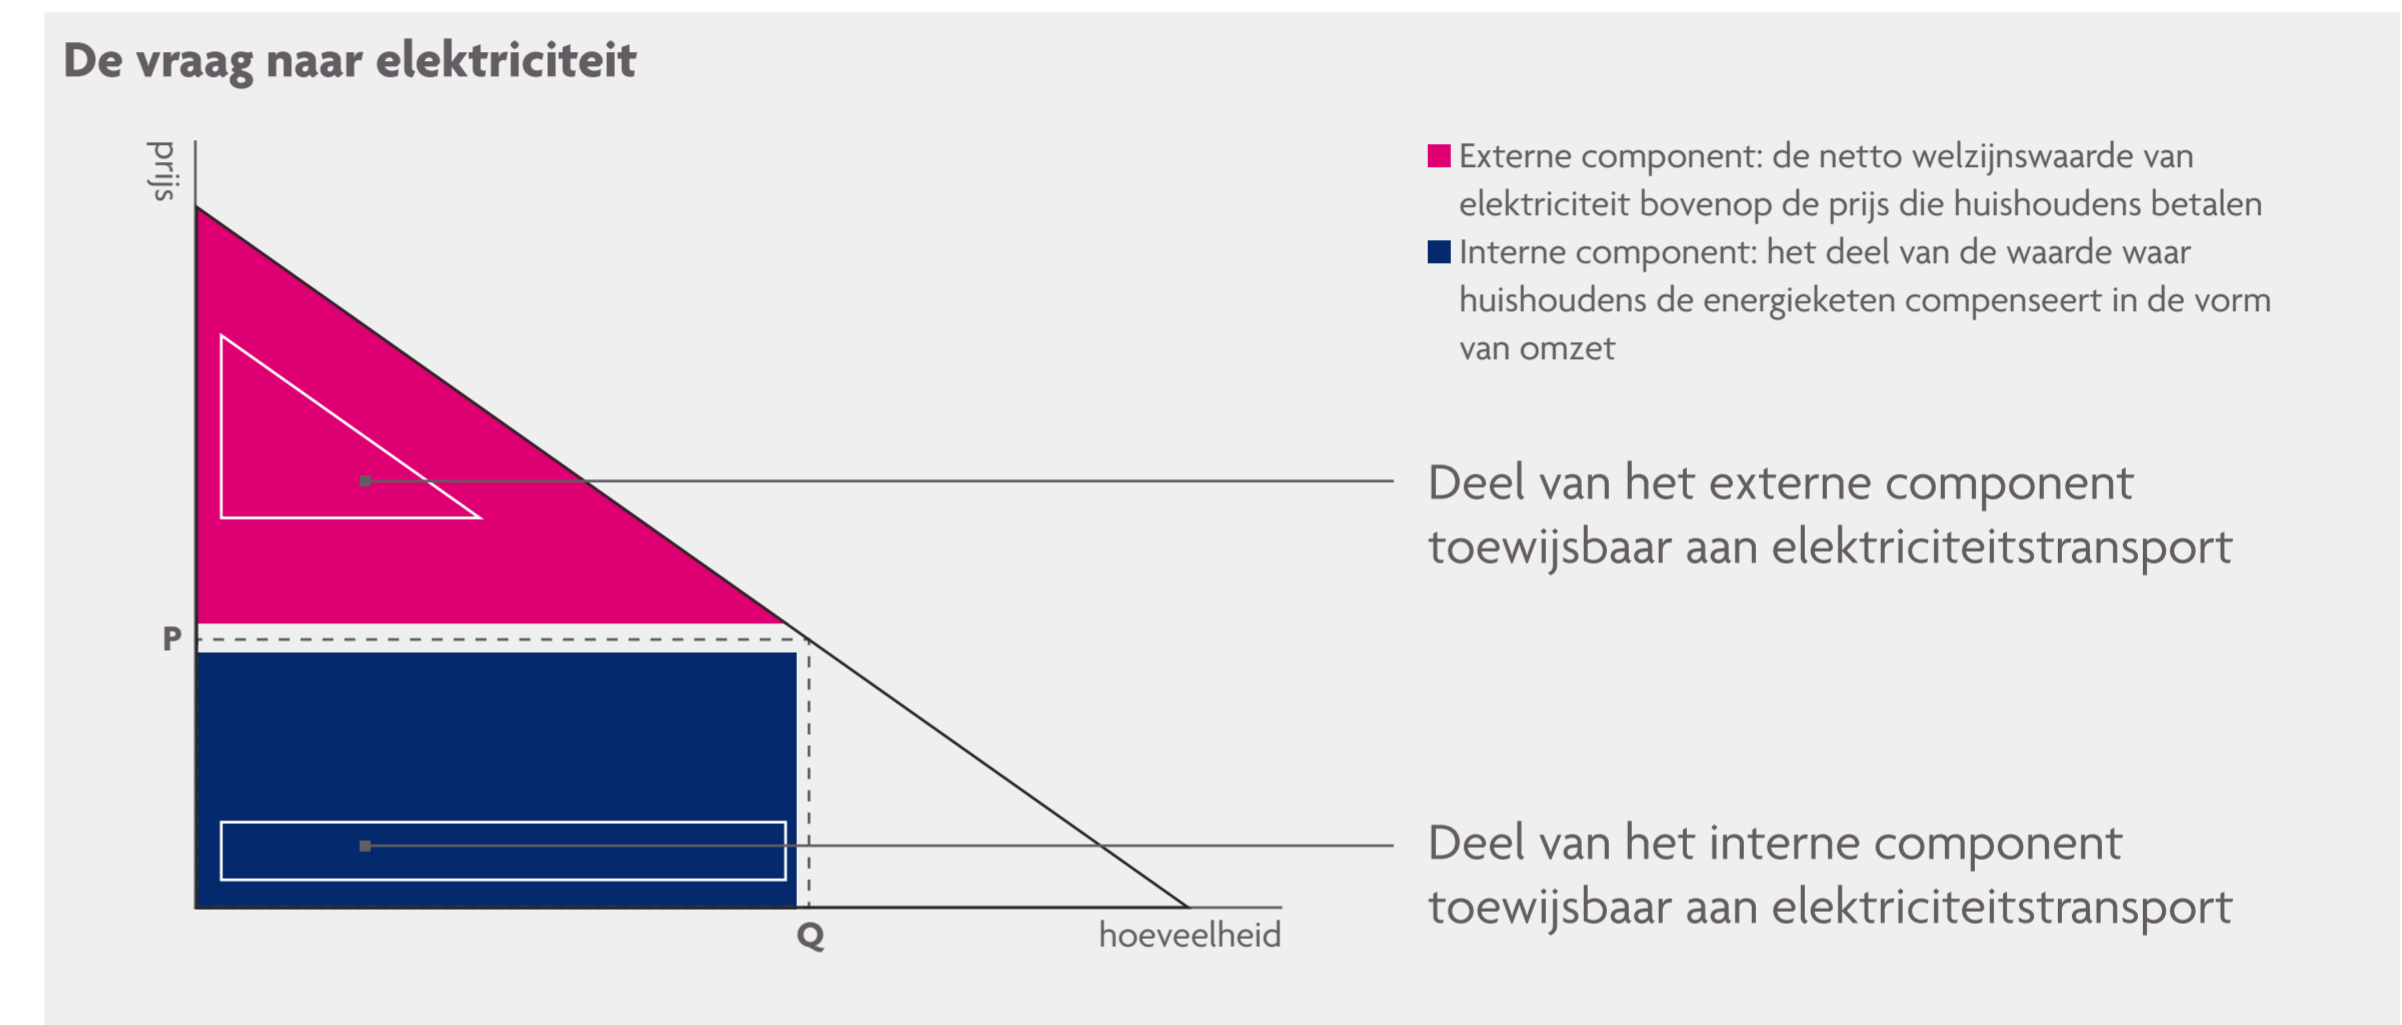 De vraag naar elektriciteit
prijs
Externe component: de netto welzijnswaarde van
elektriciteit bovenop de prijs die huishoudens betalen
Interne component: het deel van de waarde waar
huishoudens de energieketen compenseert in de vorm
van omzet
Deel van het externe component
toewijsbaar aan elektriciteitstransport
P
Deel van het interne component
toewijsbaar aan elektriciteitstransport
Q
hoeveelheid